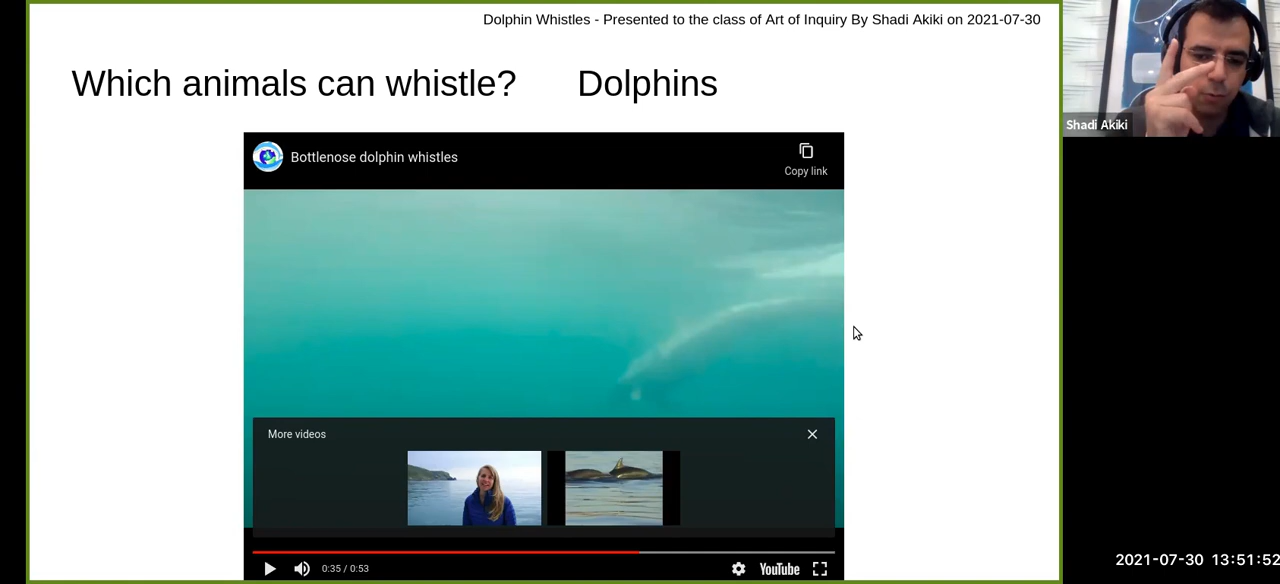 Dolphin Whistles - Presented to the class of Art of Inquiry By Shadi Akiki on 2021-07-30
Which animals can whistle? Dolphins
Bottlenose dolphin whistles
Copy link
Shadi Akiki
More videos
0:35 / 0:53
YouTube
2021-07-30 13:51:52